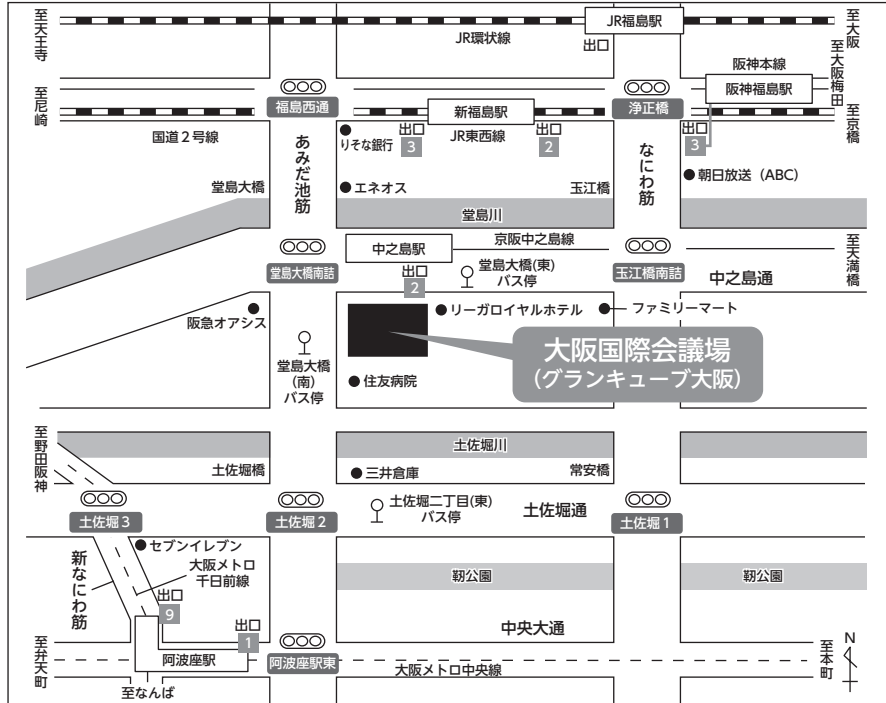 至天王寺
JR環状線
JR福島駅
出口
至大阪
至大阪梅田
阪神本線
阪神福島駅
至尼崎
福島西通
新福島駅
浄正橋
至京橋
国道2号線
りそな銀行
出口
3
JR東西線
出口
2
出口
3
あみだ池筋
なにわ筋
朝日放送（ABC）
堂島大橋
エネオス
玉江橋
堂島川
中之島駅
京阪中之島線
至天満橋
堂島大橋南詰
出口
2
堂島大橋(東)
バス停
玉江橋南詰
中之島通
阪急オアシス
リーガロイヤルホテル
ファミリーマート
堂島大橋
(南)
バス停
大阪国際会議場
（グランキューブ大阪）
住友病院
至野田阪神
土佐堀川
土佐堀橋
三井倉庫
常安橋
土佐堀3
土佐堀2
土佐堀二丁目(東)
バス停
土佐堀通
土佐堀1
新なにわ筋
セブンイレブン
大阪メトロ
千日前線
靭公園
靭公園
出口
9
出口
1
中央大通
至弁天町
阿波座駅
阿波座駅東
大阪メトロ中央線
至本町
N
至なんば